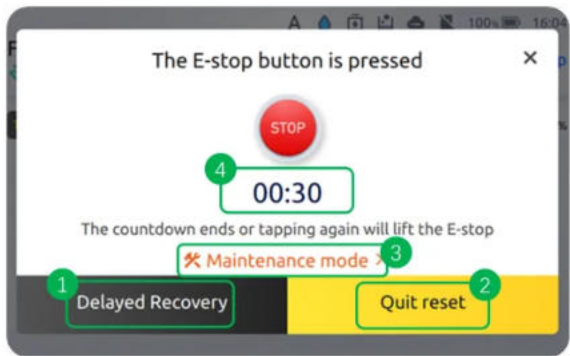 A 100% 16:04
The E-stop button is pressed ×
STOP
4
00:30
The countdown ends or tapping again will lift the E-stop
Maintenance mode > 3
1 2
Delayed Recovery Quit reset